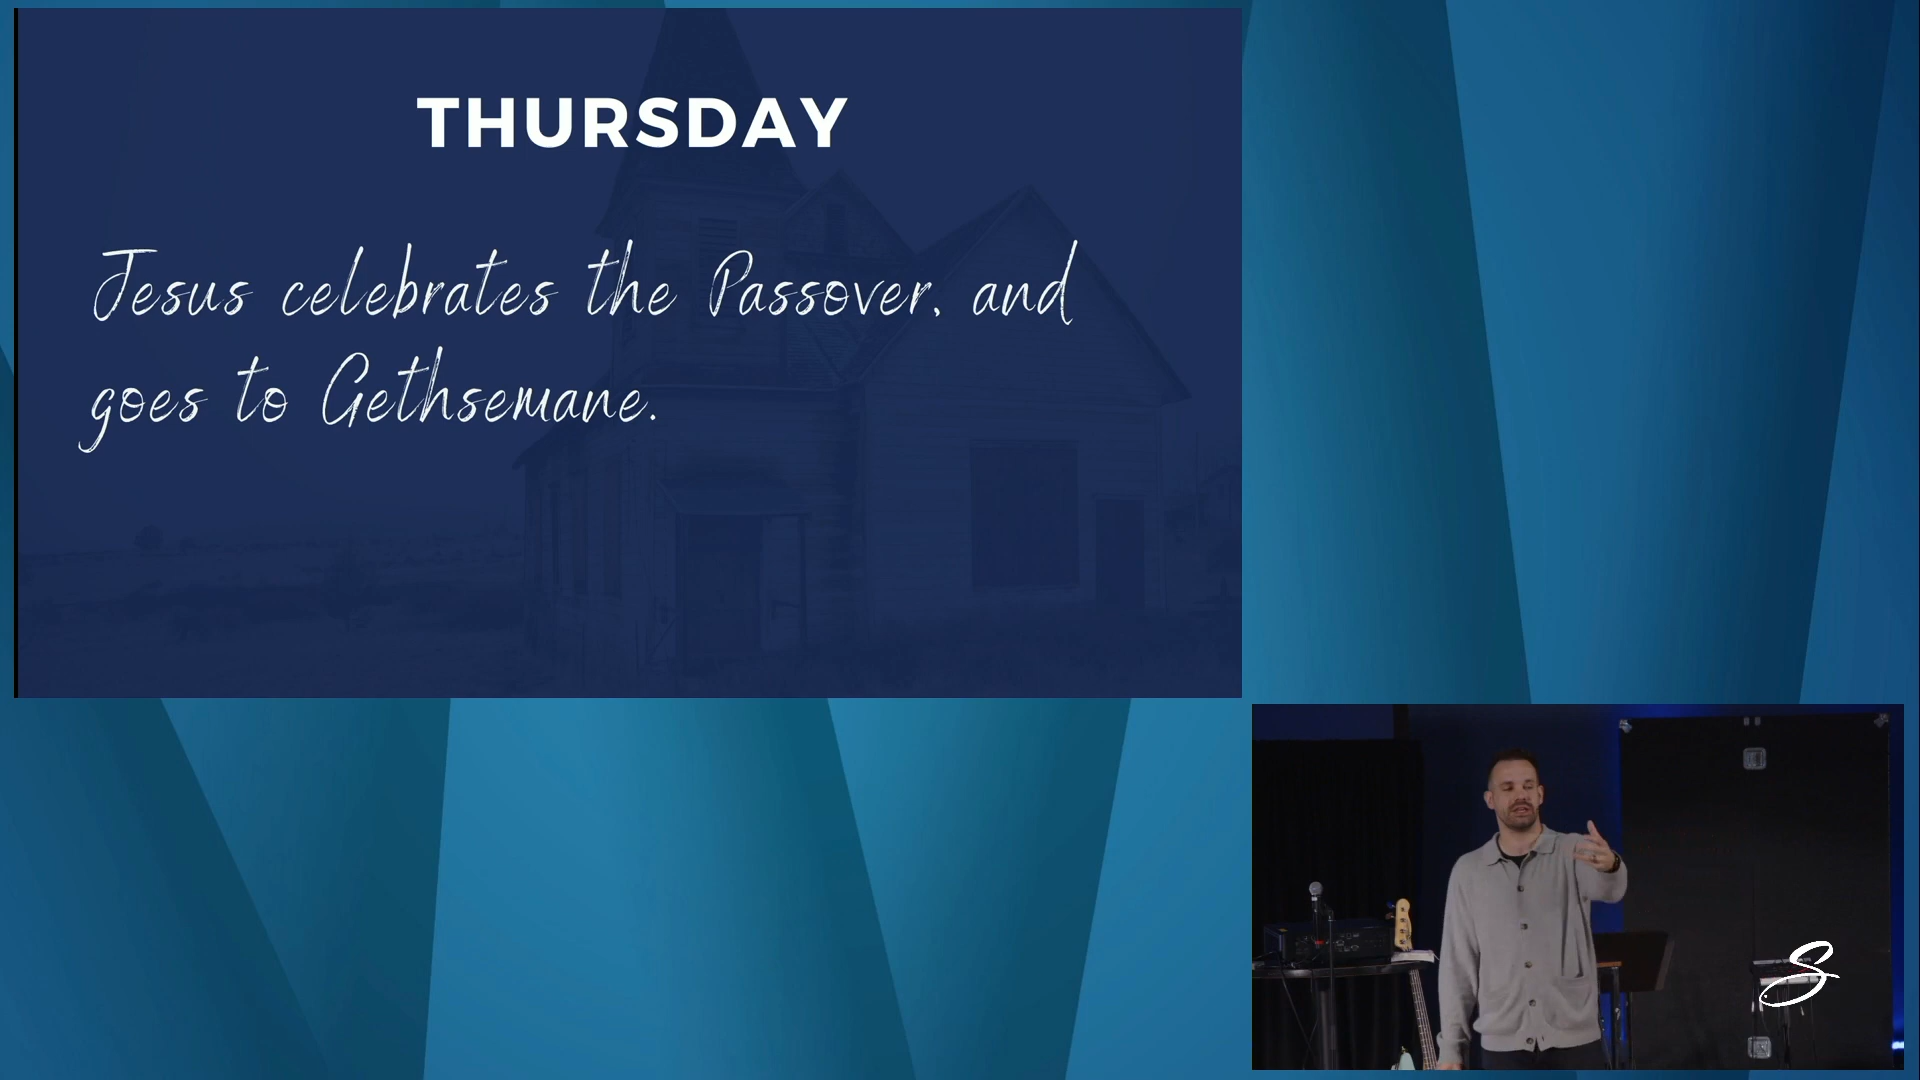 THURSDAY
Jesus celebrates the Passover, and
goes to Gethsemane.
S